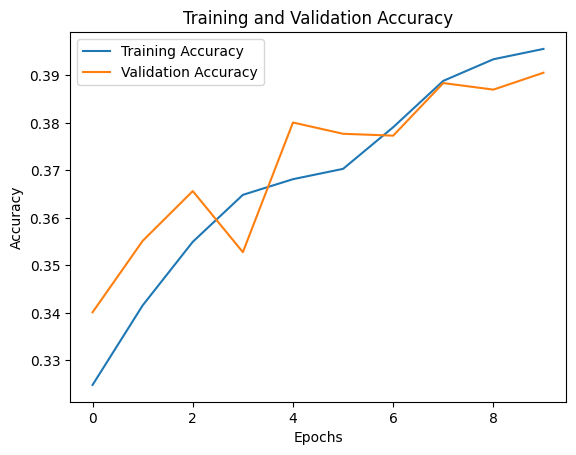 Training and Validation Accuracy
Training Accuracy
Validation Accuracy
Accuracy
0.39
0.38
0.37
0.36
0.35
0.34
0.33
0 2 4 6 8
Epochs